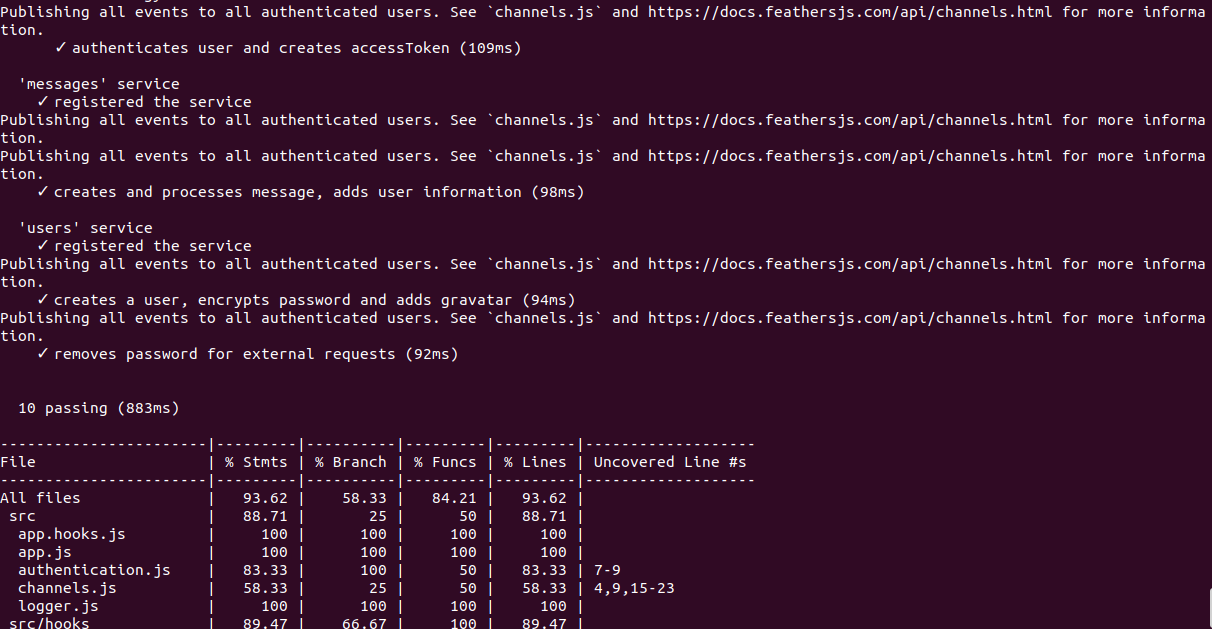 Publishing all events to all authenticated users. See `channels.js` and https://docs.feathersjs.com/api/channels.html for more informa
tion.
      ✓ authenticates user and creates accessToken (109ms)

  'messages' service
    ✓ registered the service
Publishing all events to all authenticated users. See `channels.js` and https://docs.feathersjs.com/api/channels.html for more informa
tion.
Publishing all events to all authenticated users. See `channels.js` and https://docs.feathersjs.com/api/channels.html for more informa
tion.
    ✓ creates and processes message, adds user information (98ms)

  'users' service
    ✓ registered the service
Publishing all events to all authenticated users. See `channels.js` and https://docs.feathersjs.com/api/channels.html for more informa
tion.
    ✓ creates a user, encrypts password and adds gravatar (94ms)
Publishing all events to all authenticated users. See `channels.js` and https://docs.feathersjs.com/api/channels.html for more informa
tion.
    ✓ removes password for external requests (92ms)


  10 passing (883ms)

-----------------------|---------|----------|---------|---------|-------------------
File                   | % Stmts | % Branch | % Funcs | % Lines | Uncovered Line #s
-----------------------|---------|----------|---------|---------|-------------------
All files              |   93.62 |    58.33 |   84.21 |   93.62 |
 src                   |   88.71 |       25 |      50 |   88.71 |
  app.hooks.js         |     100 |      100 |     100 |     100 |
  app.js               |     100 |      100 |     100 |     100 |
  authentication.js    |   83.33 |      100 |      50 |   83.33 | 7-9
  channels.js          |   58.33 |       25 |      50 |   58.33 | 4,9,15-23
  logger.js            |     100 |      100 |     100 |     100 |
 src/hooks             |   89.47 |    66.67 |     100 |   89.47 |